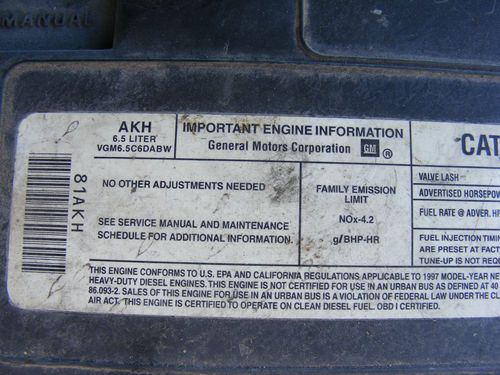 MANUAL
AKH
6.5 LITER
VGM6.5C6DABW
IMPORTANT ENGINE INFORMATION
General Motors Corporation GM ®
CAT
81AKH
NO OTHER ADJUSTMENTS NEEDED
SEE SERVICE MANUAL AND MAINTENANCE
SCHEDULE FOR ADDITIONAL INFORMATION.
FAMILY EMISSION
LIMIT
NOx-4.2
g/BHP-HR
VALVE LASH
ADVERTISED HORSEPOW
FUEL RATE @ ADVER. HP
FUEL INJECTION TIMING
ARE PRESET AT FACT
TUNE-UP IS NOT REQU
THIS ENGINE CONFORMS TO U.S. EPA AND CALIFORNIA REGULATIONS APPLICABLE TO 1997 MODEL-YEAR NE
HEAVY-DUTY DIESEL ENGINES. THIS ENGINE IS NOT CERTIFIED FOR USE IN AN URBAN BUS AS DEFINED AT 40
86.093-2. SALES OF THIS ENGINE FOR USE IN AN URBAN BUS IS A VIOLATION OF FEDERAL LAW UNDER THE CL
AIR ACT. THIS ENGINE IS CERTIFIED TO OPERATE ON CLEAN DIESEL FUEL. OBD I CERTIFIED.